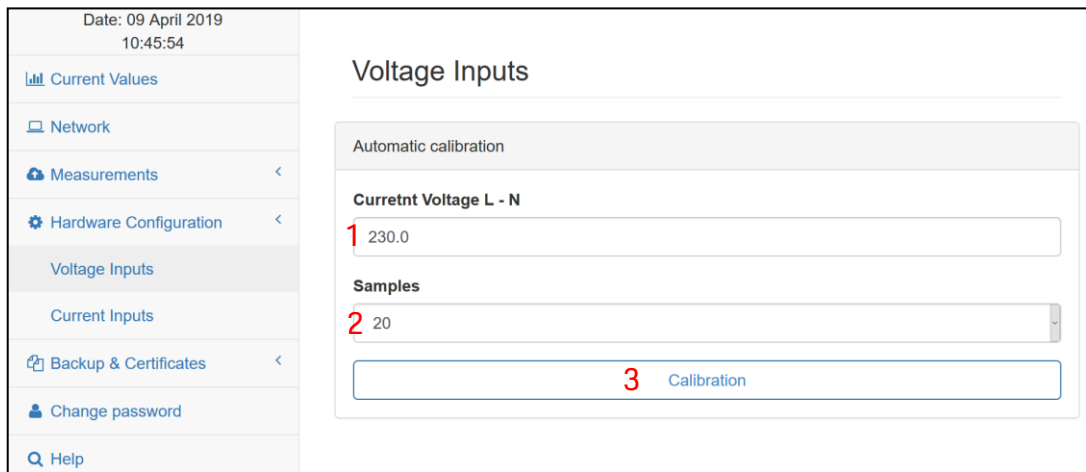 Date: 09 April 2019
10:45:54
Current Values
Network
Measurements
Hardware Configuration
Voltage Inputs
Current Inputs
Backup & Certificates
Change password
Help
Voltage Inputs
Automatic calibration
Curretnt Voltage L - N
1 230.0
Samples
2 20
3 Calibration